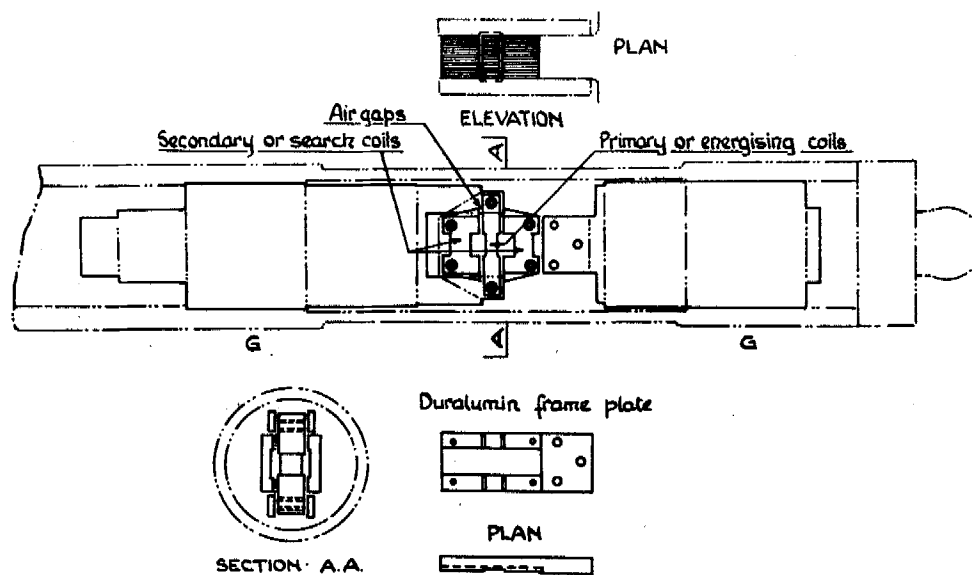 PLAN
ELEVATION
Air gaps
Secondary or search coils
A
Primary or energising coils
G
A
G
Duralumin frame plate
SECTION· A.A.
PLAN